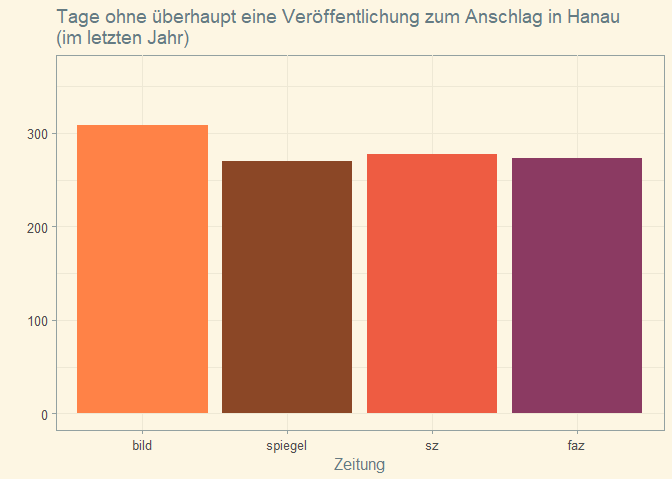 Tage ohne überhaupt eine Veröffentlichung zum Anschlag in Hanau
(im letzten Jahr)
300
200
100
0
bild spiegel sz faz
Zeitung